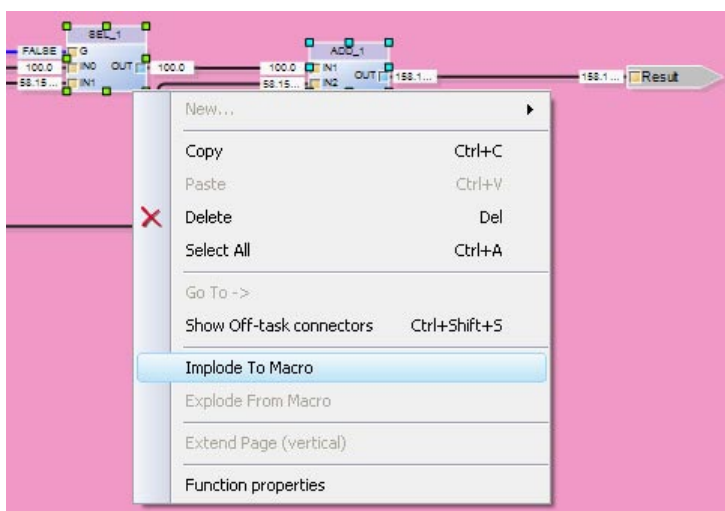 SEL_1
FALSE G
100.0 IN0 OUT 100.0
58.15... IN1
ADD_1
100.0 IN1 OUT 158.1...
58.15... IN2
158.1... Result
New...
Copy Ctrl+C
Paste Ctrl+V
Delete Del
Select All Ctrl+A
Go To ->
Show Off-task connectors Ctrl+Shift+S
Implode To Macro
Explode From Macro
Extend Page (vertical)
Function properties